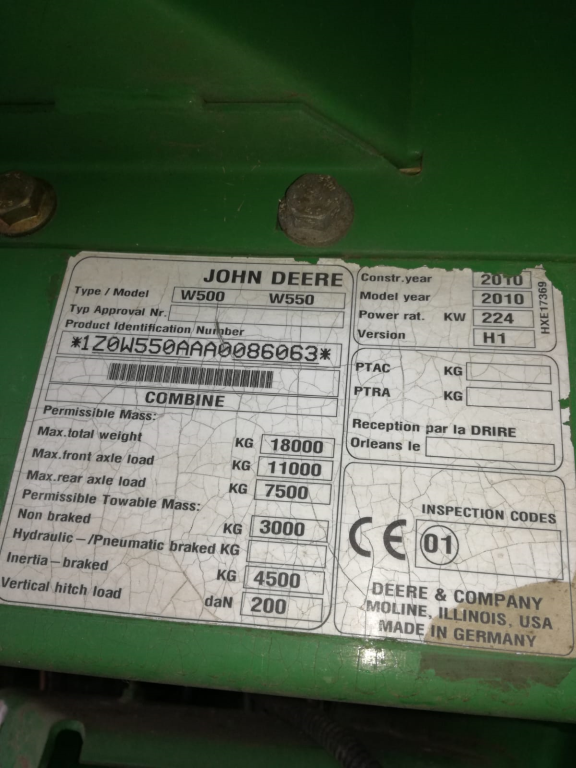 JOHN DEERE
Type / Model W500 W550
Typ Approval Nr.
Product Identification Number
*1Z0W550AAA0086063*
COMBINE
Permissible Mass:
Max.total weight KG 18000
Max.front axle load KG 11000
Max.rear axle load KG 7500
Permissible Towable Mass:
Non braked KG 3000
Hydraulic-/Pneumatic braked KG
Inertia-braked KG 4500
Vertical hitch load daN 200
Constr.year 2010
Model year 2010
Power rat. KW 224
Version H1
HXE17369
PTAC KG
PTRA KG
Reception par la DRIRE
Orleans le
INSPECTION CODES
CE 01
DEERE & COMPANY
MOLINE, ILLINOIS, USA
MADE IN GERMANY